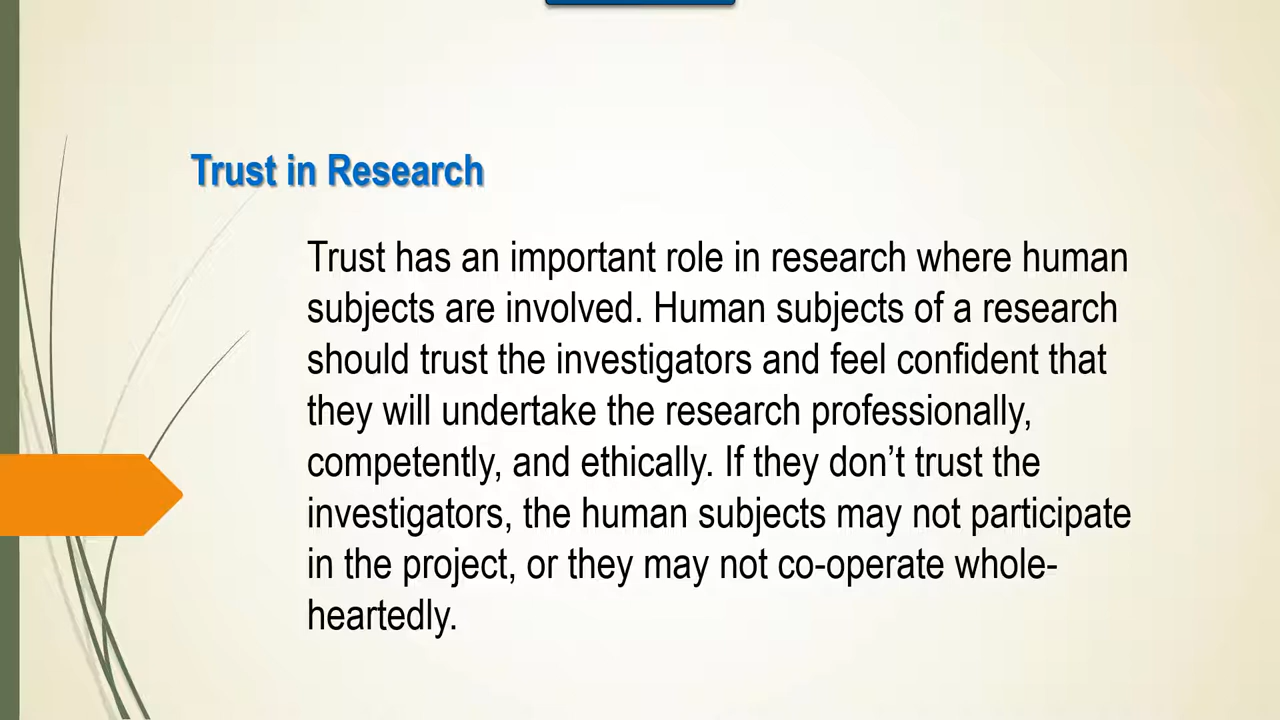 Trust in Research
Trust has an important role in research where human
subjects are involved. Human subjects of a research
should trust the investigators and feel confident that
they will undertake the research professionally,
competently, and ethically. If they don’t trust the
investigators, the human subjects may not participate
in the project, or they may not co-operate whole-
heartedly.